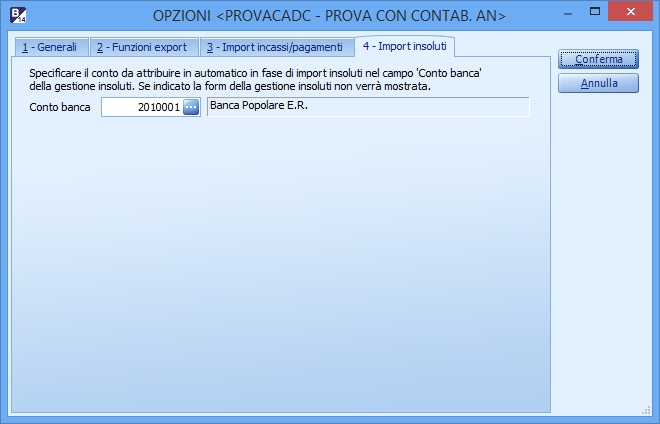 B 14
OPZIONI <PROVACADC - PROVA CON CONTAB. AN>
1 - Generali
2 - Funzioni export
3 - Import incassi/pagamenti
4 - Import insoluti
Conferma
Annulla
Specificare il conto da attribuire in automatico in fase di import insoluti nel campo 'Conto banca'
della gestione insoluti. Se indicato la form della gestione insoluti non verrà mostrata.
Conto banca
2010001
...
Banca Popolare E.R.